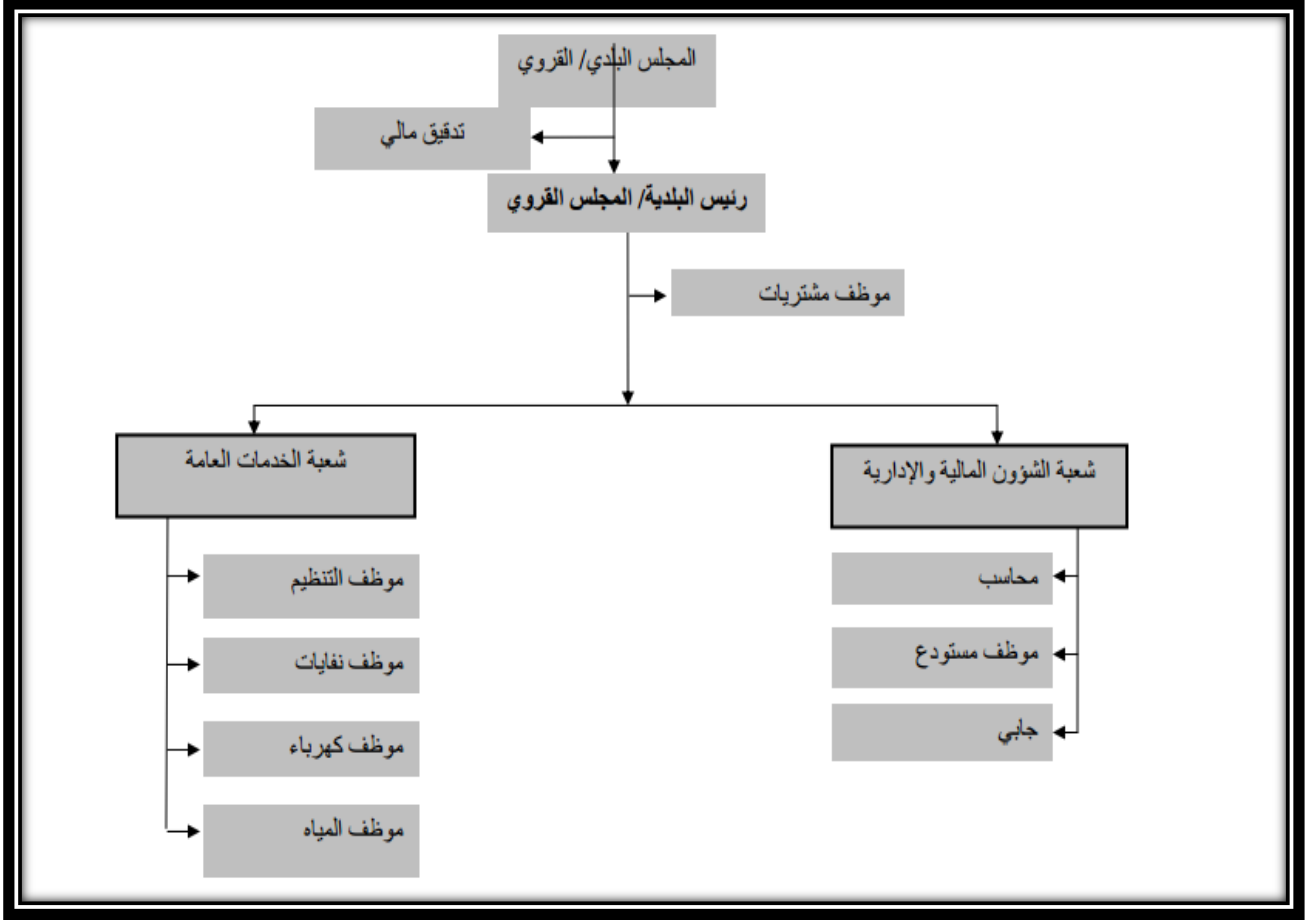 المجلس البلدي/ القروي
تدقيق مالي
رئيس البلدية/ المجلس القروي
موظف مشتريات
شعبة الشؤون المالية والإدارية
محاسب
موظف مستودع
جابي
شعبة الخدمات العامة
موظف التنظيم
موظف نفايات
موظف كهرباء
موظف المياه